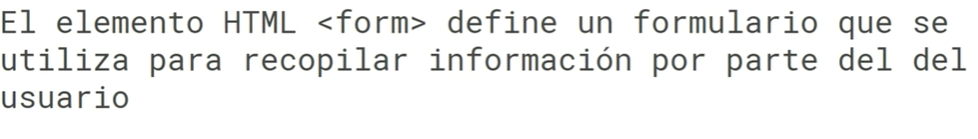 El elemento HTML <form> define un formulario que se
utiliza para recopilar información por parte del del
usuario